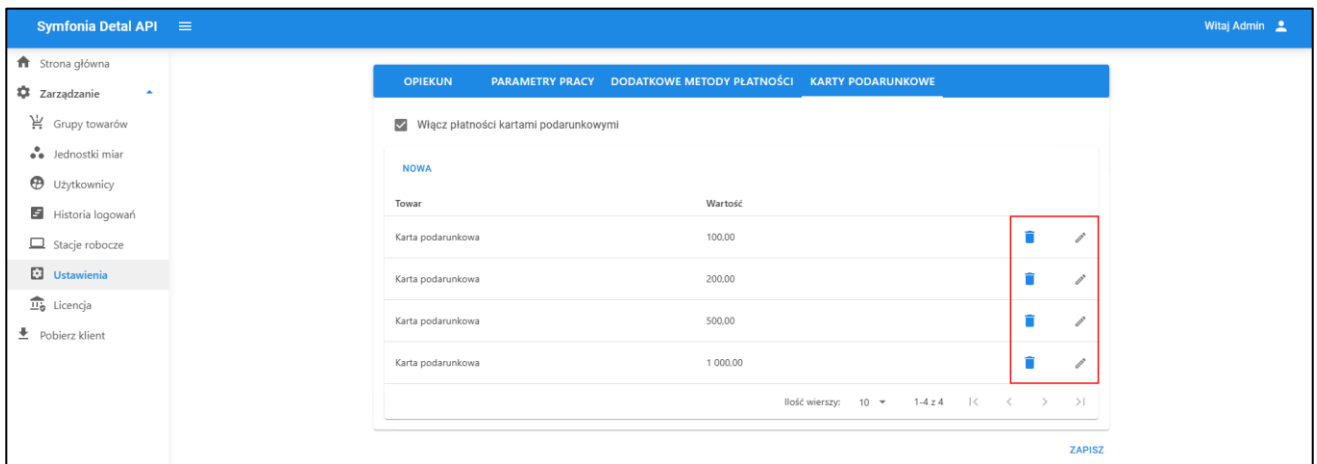 Symfonia Detal API
Witaj Admin
Strona główna
Zarządzanie
Grupy towarów
Jednostki miar
Użytkownicy
Historia logowań
Stacje robocze
Ustawienia
Licencja
Pobierz klient
OPIEKUN PARAMETRY PRACY DODATKOWE METODY PŁATNOŚCI KARTY PODARUNKOWE
Włącz płatności kartami podarunkowymi
NOWA
Towar Wartość
Karta podarunkowa 100,00
Karta podarunkowa 200,00
Karta podarunkowa 500,00
Karta podarunkowa 1 000,00
Ilość wierszy: 10 1-4 z 4
ZAPISZ